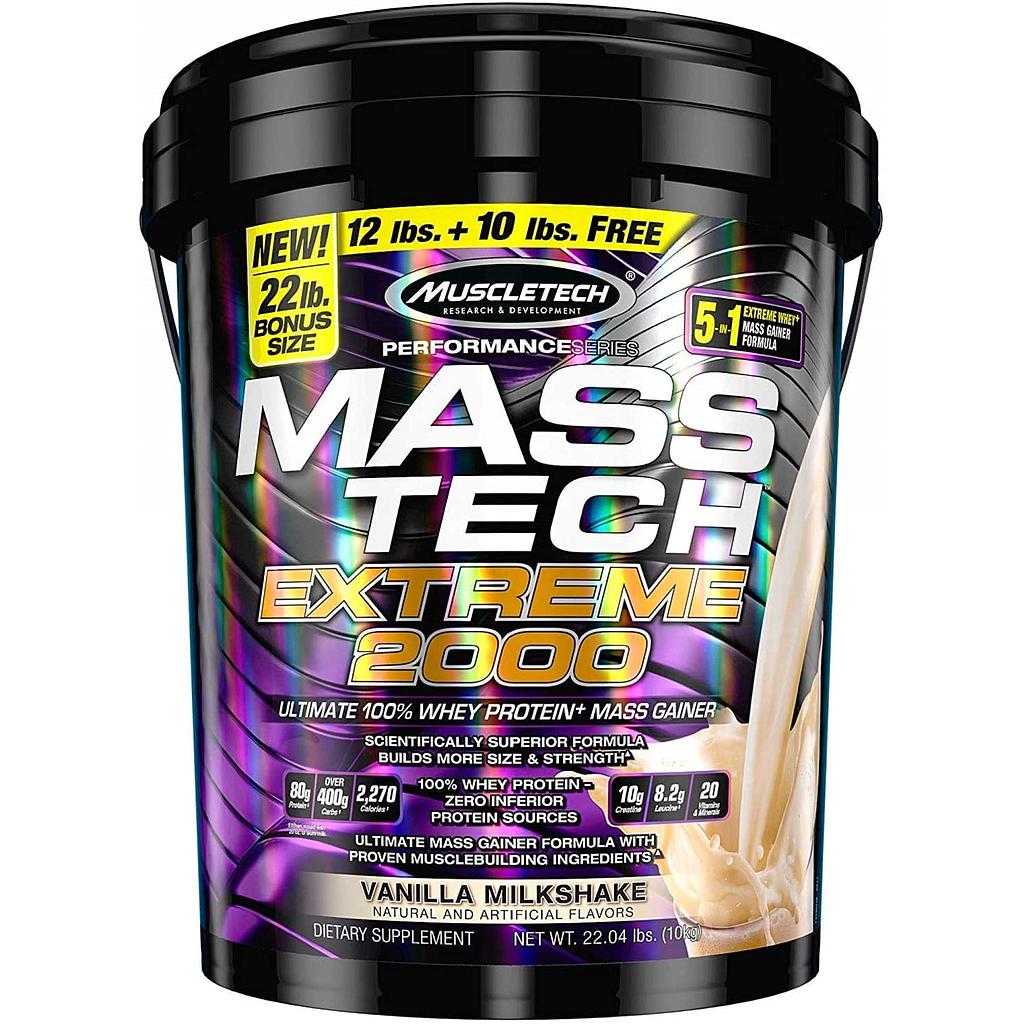 NEW!
22 lb.
BONUS
SIZE
12 lbs. + 10 lbs. FREE
MUSCLETECH®
RESEARCH & DEVELOPMENT
PERFORMANCESERIES
5-IN-1
EXTREME WHEY+
MASS GAINER
FORMULA
MASS
TECH
EXTREME
2000
ULTIMATE 100% WHEY PROTEIN+ MASS GAINER
SCIENTIFICALLY SUPERIOR FORMULA
BUILDS MORE SIZE & STRENGTH▲
80g
Protein‡
OVER
400g
Carbs‡
2,270
Calories‡
100% WHEY PROTEIN –
ZERO INFERIOR
PROTEIN SOURCES
10g
Creatine
8.2g
Leucine‡
20
Vitamins
& Minerals
ULTIMATE MASS GAINER FORMULA WITH
PROVEN MUSCLEBUILDING INGREDIENTS▲
VANILLA MILKSHAKE
NATURAL AND ARTIFICIAL FLAVORS
DIETARY SUPPLEMENT
NET WT. 22.04 lbs. (10kg)